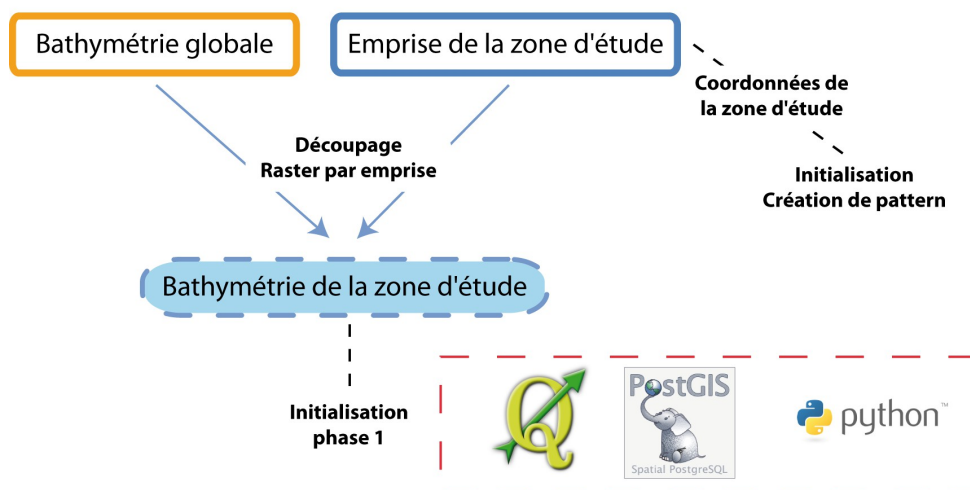 Bathymétrie globale
Emprise de la zone d'étude
Coordonnées de
la zone d'étude
Découpage
Raster par emprise
Initialisation
Création de pattern
Bathymétrie de la zone d'étude
Initialisation
phase 1
PostGIS
Spatial PostgreSQL
python™